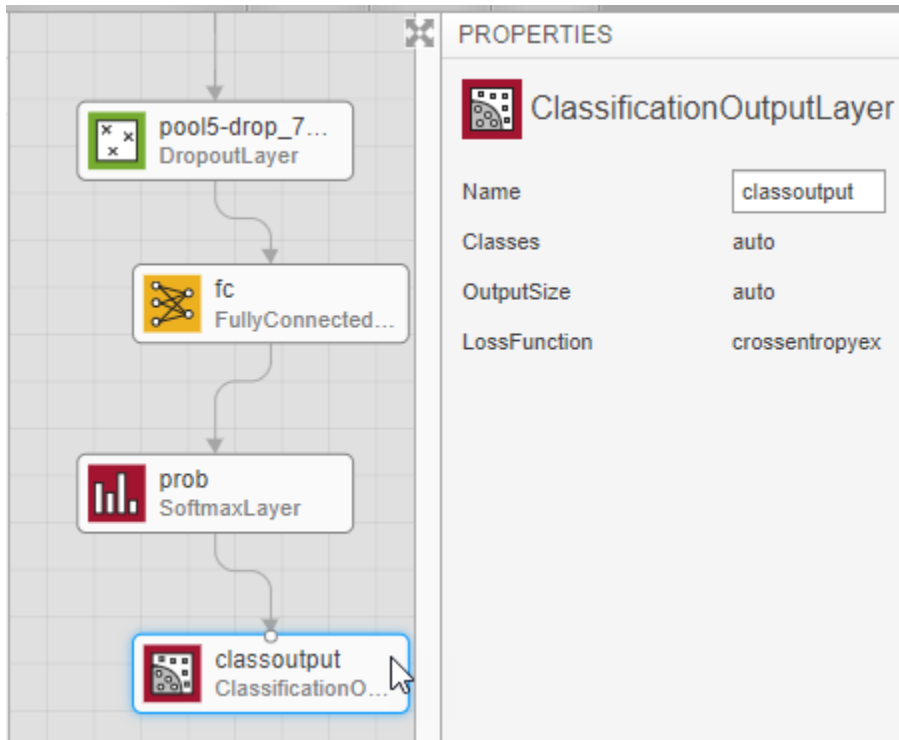 pool5-drop_7...
DropoutLayer
fc
FullyConnected...
prob
SoftmaxLayer
classoutput
ClassificationO...
PROPERTIES
ClassificationOutputLayer
Name classoutput
Classes auto
OutputSize auto
LossFunction crossentropyex